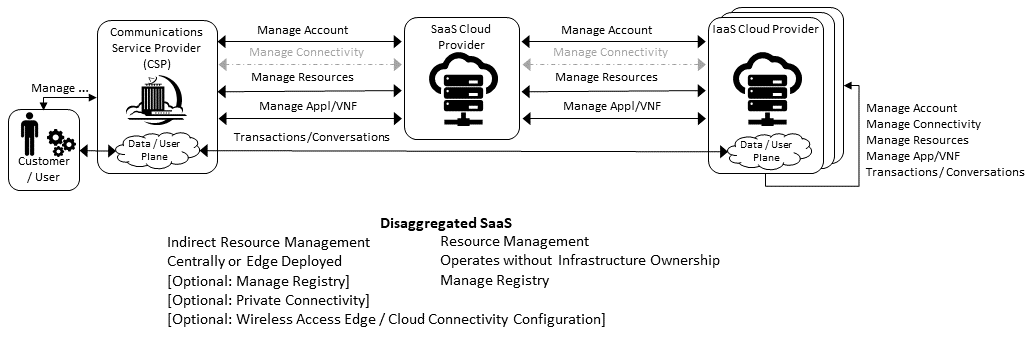 Communications
Service Provider
(CSP)
SaaS Cloud
Provider
IaaS Cloud Provider
Manage Account
Manage Connectivity
Manage Resources
Manage Appl/VNF
Transactions/Conversations
Manage Account
Manage Connectivity
Manage Resources
Manage Appl/VNF
Manage ...
Customer
/ User
Data / User
Plane
Data / User
Plane
Manage Account
Manage Connectivity
Manage Resources
Manage App/VNF
Transactions / Conversations
Disaggregated SaaS
Indirect Resource Management
Centrally or Edge Deployed
[Optional: Manage Registry]
[Optional: Private Connectivity]
[Optional: Wireless Access Edge / Cloud Connectivity Configuration]
Resource Management
Operates without Infrastructure Ownership
Manage Registry